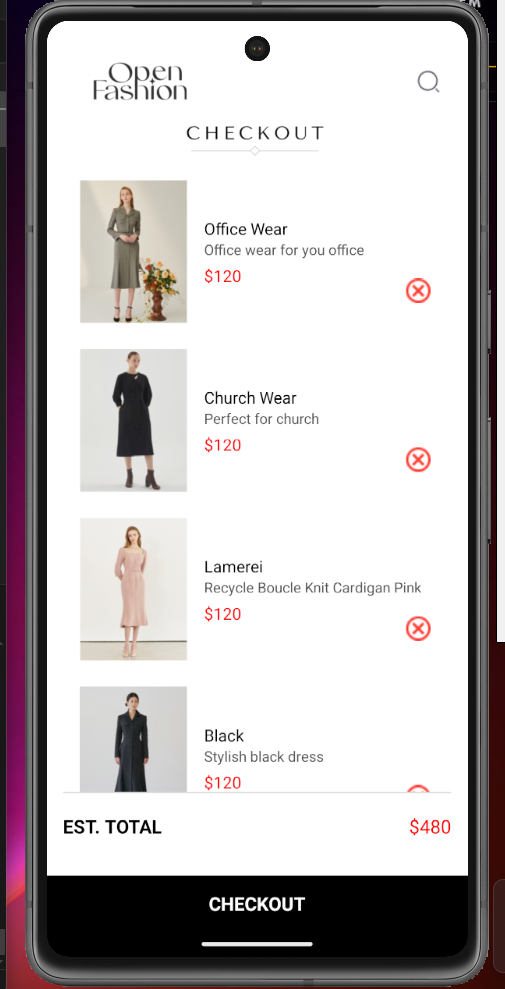 Open
Fashion
CHECKOUT
Office Wear
Office wear for you office
$120
Church Wear
Perfect for church
$120
Lamerei
Recycle Boucle Knit Cardigan Pink
$120
Black
Stylish black dress
$120
EST. TOTAL $480
CHECKOUT